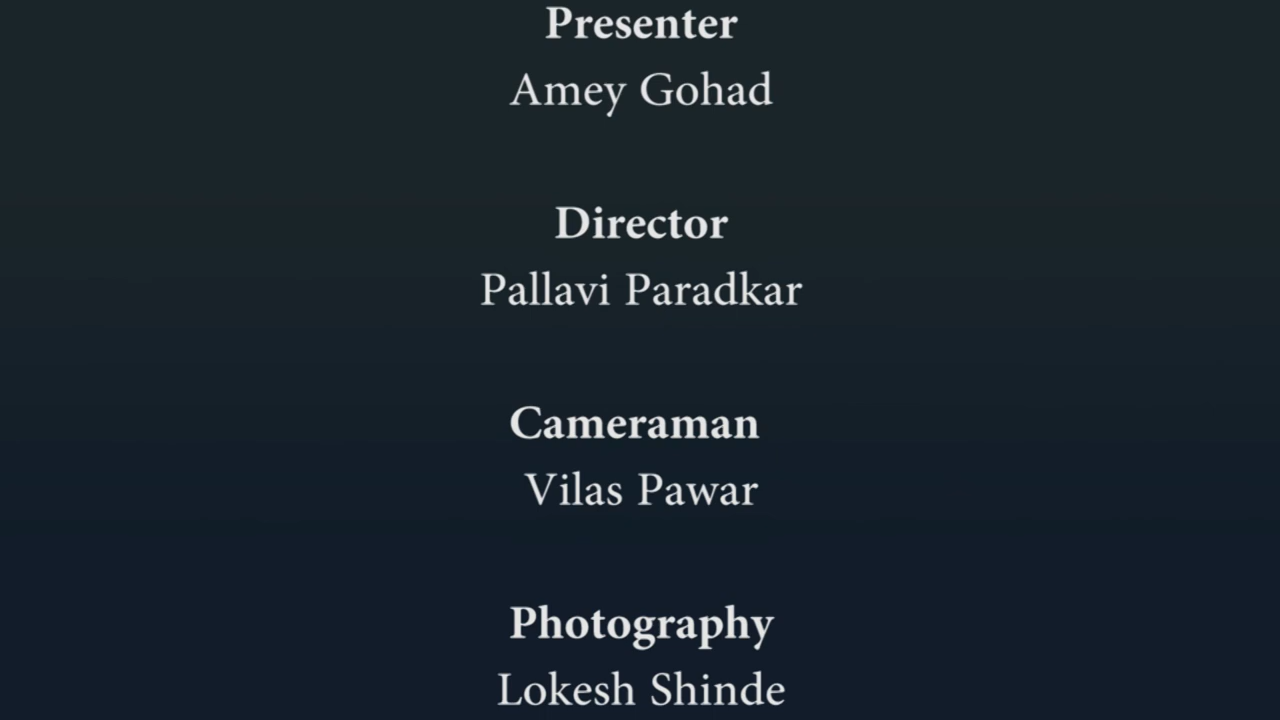 Presenter
Amey Gohad
Director
Pallavi Paradkar
Cameraman
Vilas Pawar
Photography
Lokesh Shinde